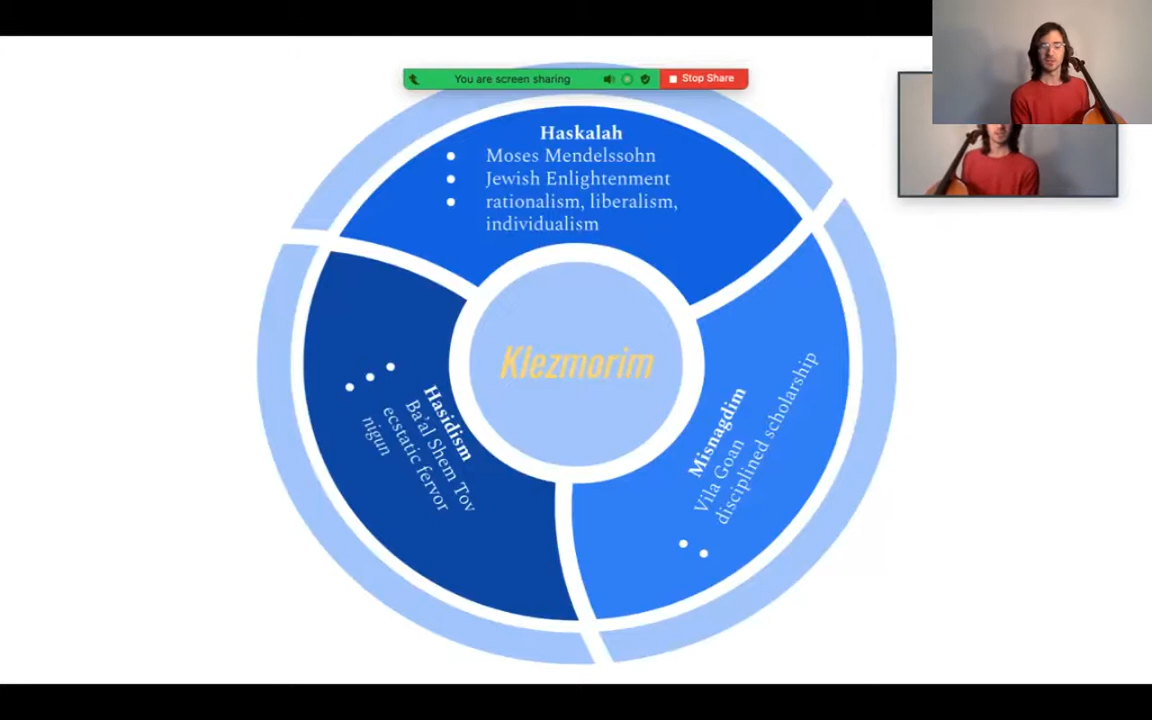 You are screen sharing
Stop Share
Haskalah
Moses Mendelssohn
Jewish Enlightenment
rationalism, liberalism,
individualism
Klezmorim
Hasidism
Ba'al Shem Tov
ecstatic fervor
nigun
Misnagdim
Vila Goan
disciplined scholarship